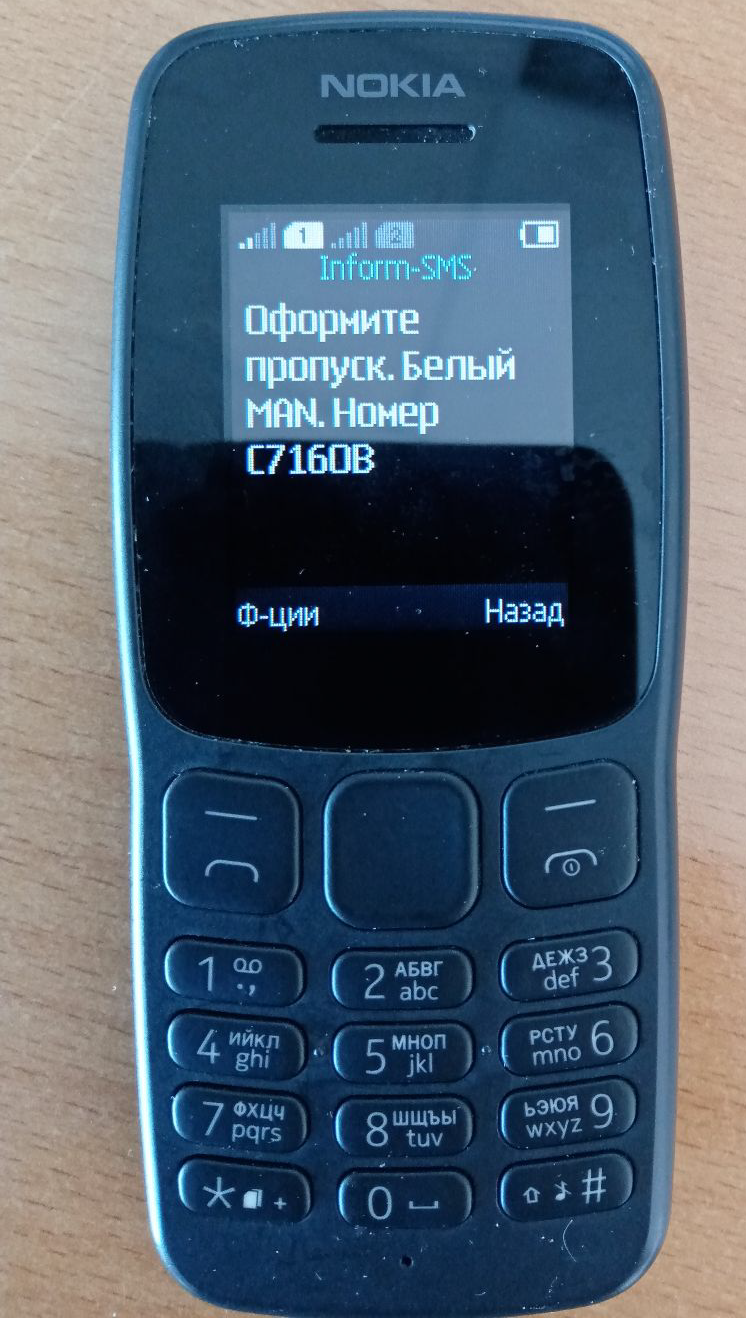 NOKIA
1 2
Inform-SMS
Оформите
пропуск. Белый
MAN. Номер
С716ОВ
Ф-ции Назад
1 .,
2 АБВГ abc
ДЕЖЗ def 3
4 ИЙКЛ ghi
5 МНОП jkl
РСТУ mno 6
7 ФХЦЧ pqrs
8 ШЩЪЫ tuv
ЬЭЮЯ wxyz 9
* +
0
#